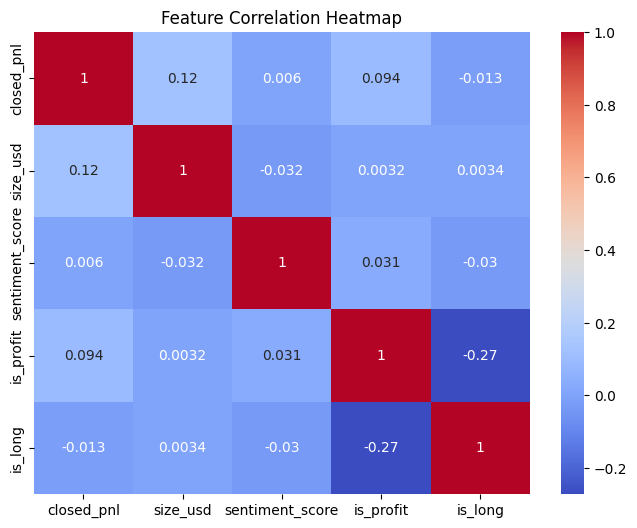 Feature Correlation Heatmap
closed_pnl 1 0.12 0.006 0.094 -0.013
size_usd 0.12 1 -0.032 0.0032 0.0034
sentiment_score 0.006 -0.032 1 0.031 -0.03
is_profit 0.094 0.0032 0.031 1 -0.27
is_long -0.013 0.0034 -0.03 -0.27 1
closed_pnl size_usd sentiment_score is_profit is_long
1.0
0.8
0.6
0.4
0.2
0.0
−0.2